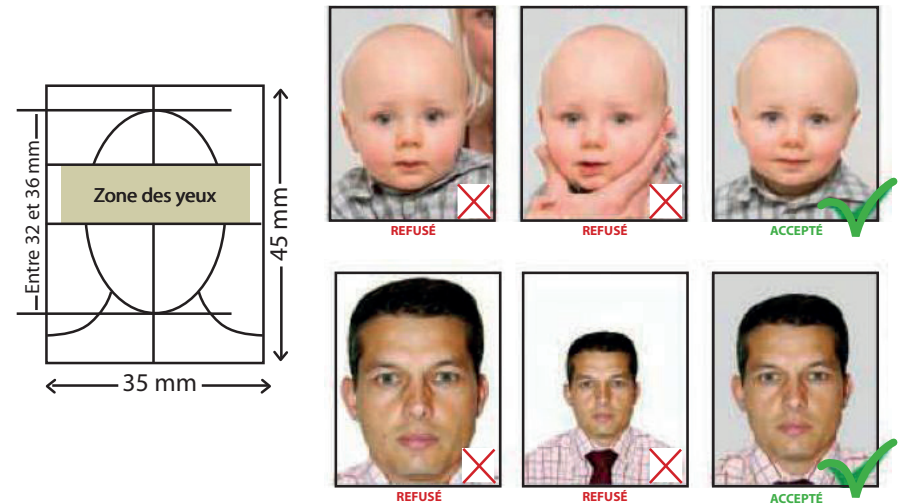 Entre 32 et 36 mm
Zone des yeux
45 mm
35 mm
REFUSÉ
REFUSÉ
ACCEPTÉ
REFUSÉ
REFUSÉ
ACCEPTÉ